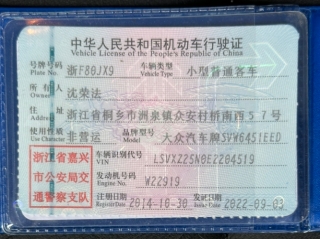 中华人民共和国机动车行驶证
Vehicle License of the People's Republic of China
号牌号码 浙F80JX9 车辆类型 小型普通客车
Plate No. Vehicle Type
所有人 沈荣法
Owner
住址 浙江省桐乡市洲泉镇众安村桥南西57号
Address
使用性质 非营运 品牌型号 大众汽车牌SVW6451EED
Use Character Model
浙江省嘉兴
市公安局交
通警察支队
车辆识别代号 LSVXZ25N0E2204519
VIN
发动机号码 W22919
Engine No.
注册日期 2014-10-30 发证日期 2022-09-03
Register Date Issue Date